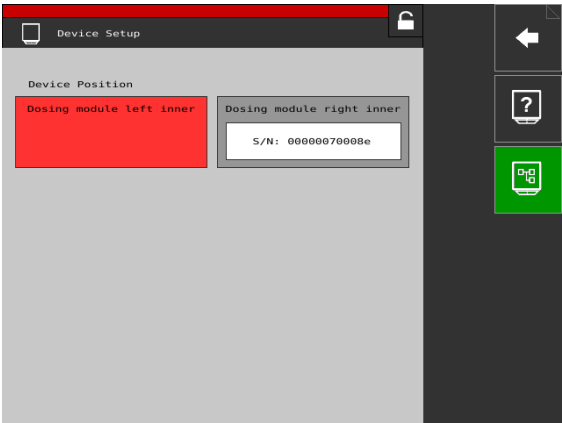 Device Setup
Device Position
Dosing module left inner
Dosing module right inner
S/N: 00000070008e
?